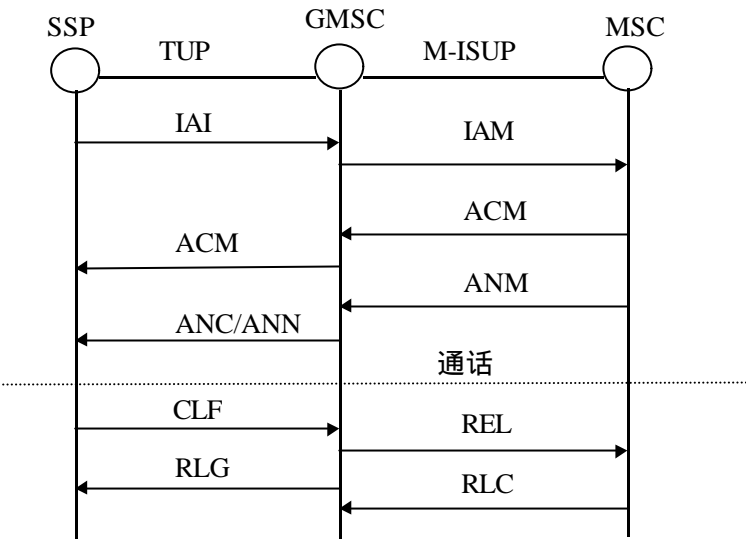 SSP
GMSC
MSC
TUP
M-ISUP
IAI
IAM
ACM
ACM
ANM
ANC/ANN
通话
CLF
REL
RLG
RLC